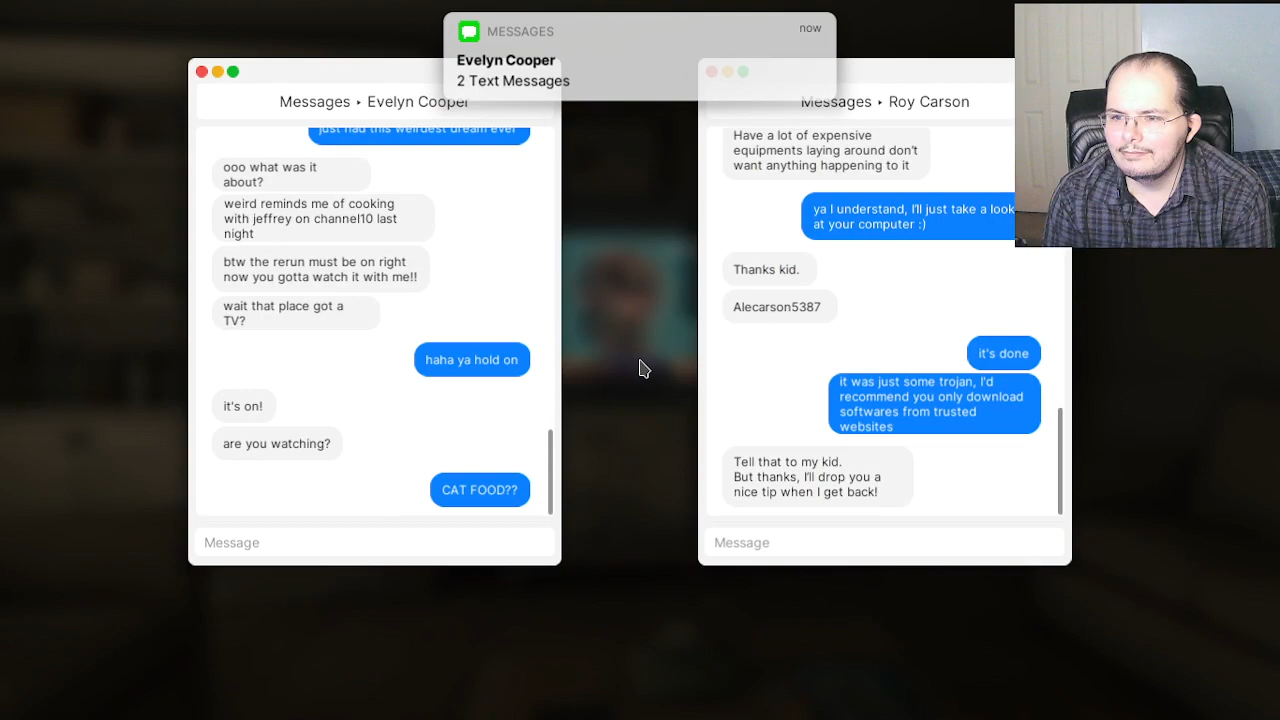 MESSAGES
now
Evelyn Cooper
2 Text Messages
Messages ▸ Evelyn Cooper
just had this weirdest dream ever
ooo what was it
about?
weird reminds me of cooking
with jeffrey on channel10 last
night
btw the rerun must be on right
now you gotta watch it with me!!
wait that place got a
TV?
haha ya hold on
it's on!
are you watching?
CAT FOOD??
Message
Messages ▸ Roy Carson
Have a lot of expensive
equipments laying around don't
want anything happening to it
ya I understand, I'll just take a look
at your computer :)
Thanks kid.
Alecarson5387
it's done
it was just some trojan, I'd
recommend you only download
softwares from trusted
websites
Tell that to my kid.
But thanks, I'll drop you a
nice tip when I get back!
Message